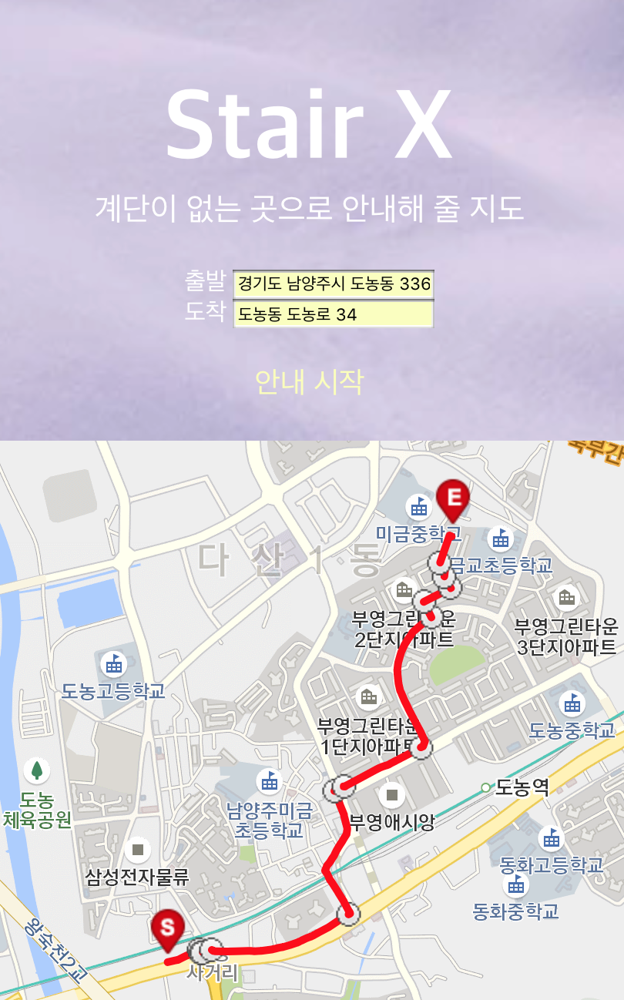 Stair X
계단이 없는 곳으로 안내해 줄 지도
출발 경기도 남양주시 도농동 336
도착 도농동 도농로 34
안내 시작
북부간
E
미금중학교
금교초등학교
다 산 1 동
부영그린타운
2단지아파트
부영그린타운
3단지아파트
도농고등학교
부영그린타운
1단지아파트
도농중학교
도농
체육공원
남양주미금
초등학교
도농역
부영애시앙
삼성전자물류
동화고등학교
동화중학교
S
왕숙천2교
사거리